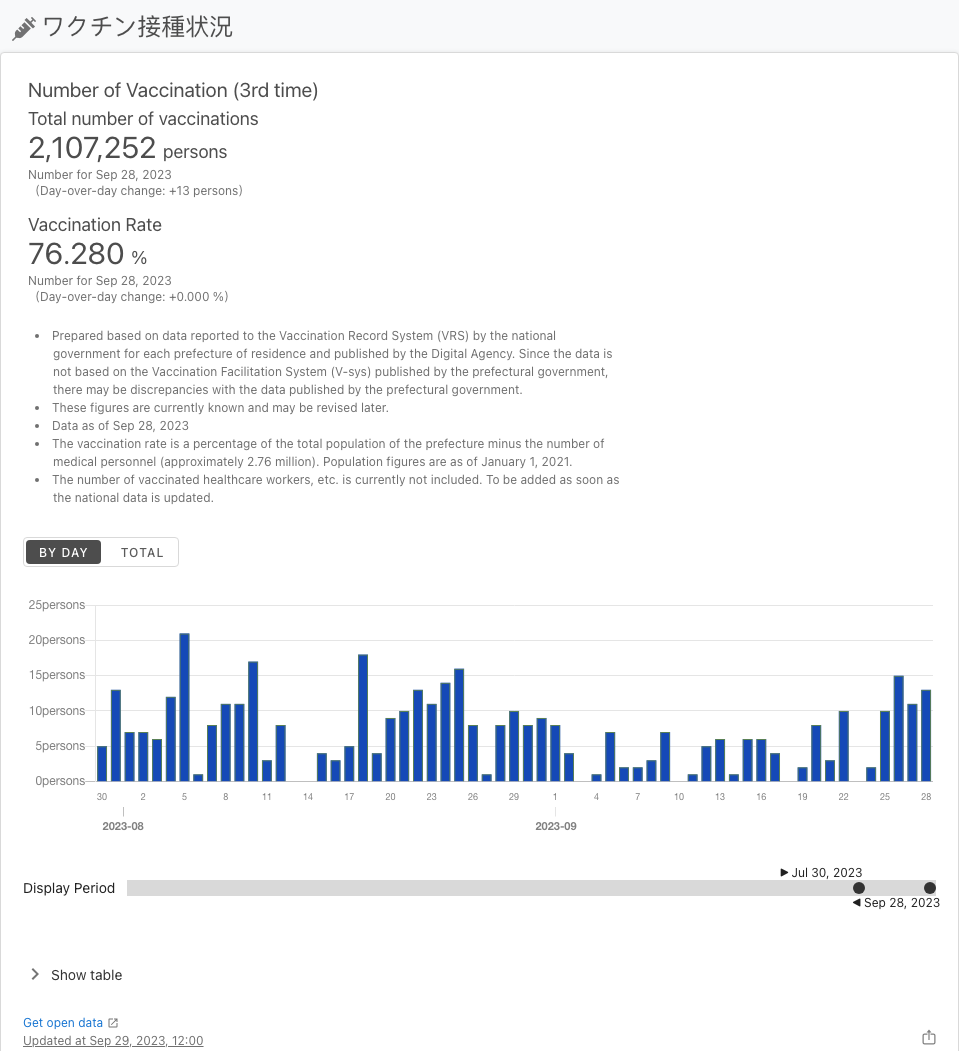 ワクチン接種状況
Number of Vaccination (3rd time)
Total number of vaccinations
2,107,252 persons
Number for Sep 28, 2023
(Day-over-day change: +13 persons)
Vaccination Rate
76.280 %
Number for Sep 28, 2023
(Day-over-day change: +0.000 %)
• Prepared based on data reported to the Vaccination Record System (VRS) by the national
government for each prefecture of residence and published by the Digital Agency. Since the data is
not based on the Vaccination Facilitation System (V-sys) published by the prefectural government,
there may be discrepancies with the data published by the prefectural government.
• These figures are currently known and may be revised later.
• Data as of Sep 28, 2023
• The vaccination rate is a percentage of the total population of the prefecture minus the number of
medical personnel (approximately 2.76 million). Population figures are as of January 1, 2021.
• The number of vaccinated healthcare workers, etc. is currently not included. To be added as soon as
the national data is updated.
BY DAY TOTAL
25persons
20persons
15persons
10persons
5persons
0persons
30 2 5 8 11 14 17 20 23 26 29 1 4 7 10 13 16 19 22 25 28
2023-08 2023-09
Jul 30, 2023
Display Period
Sep 28, 2023
Show table
Get open data
Updated at Sep 29, 2023, 12:00